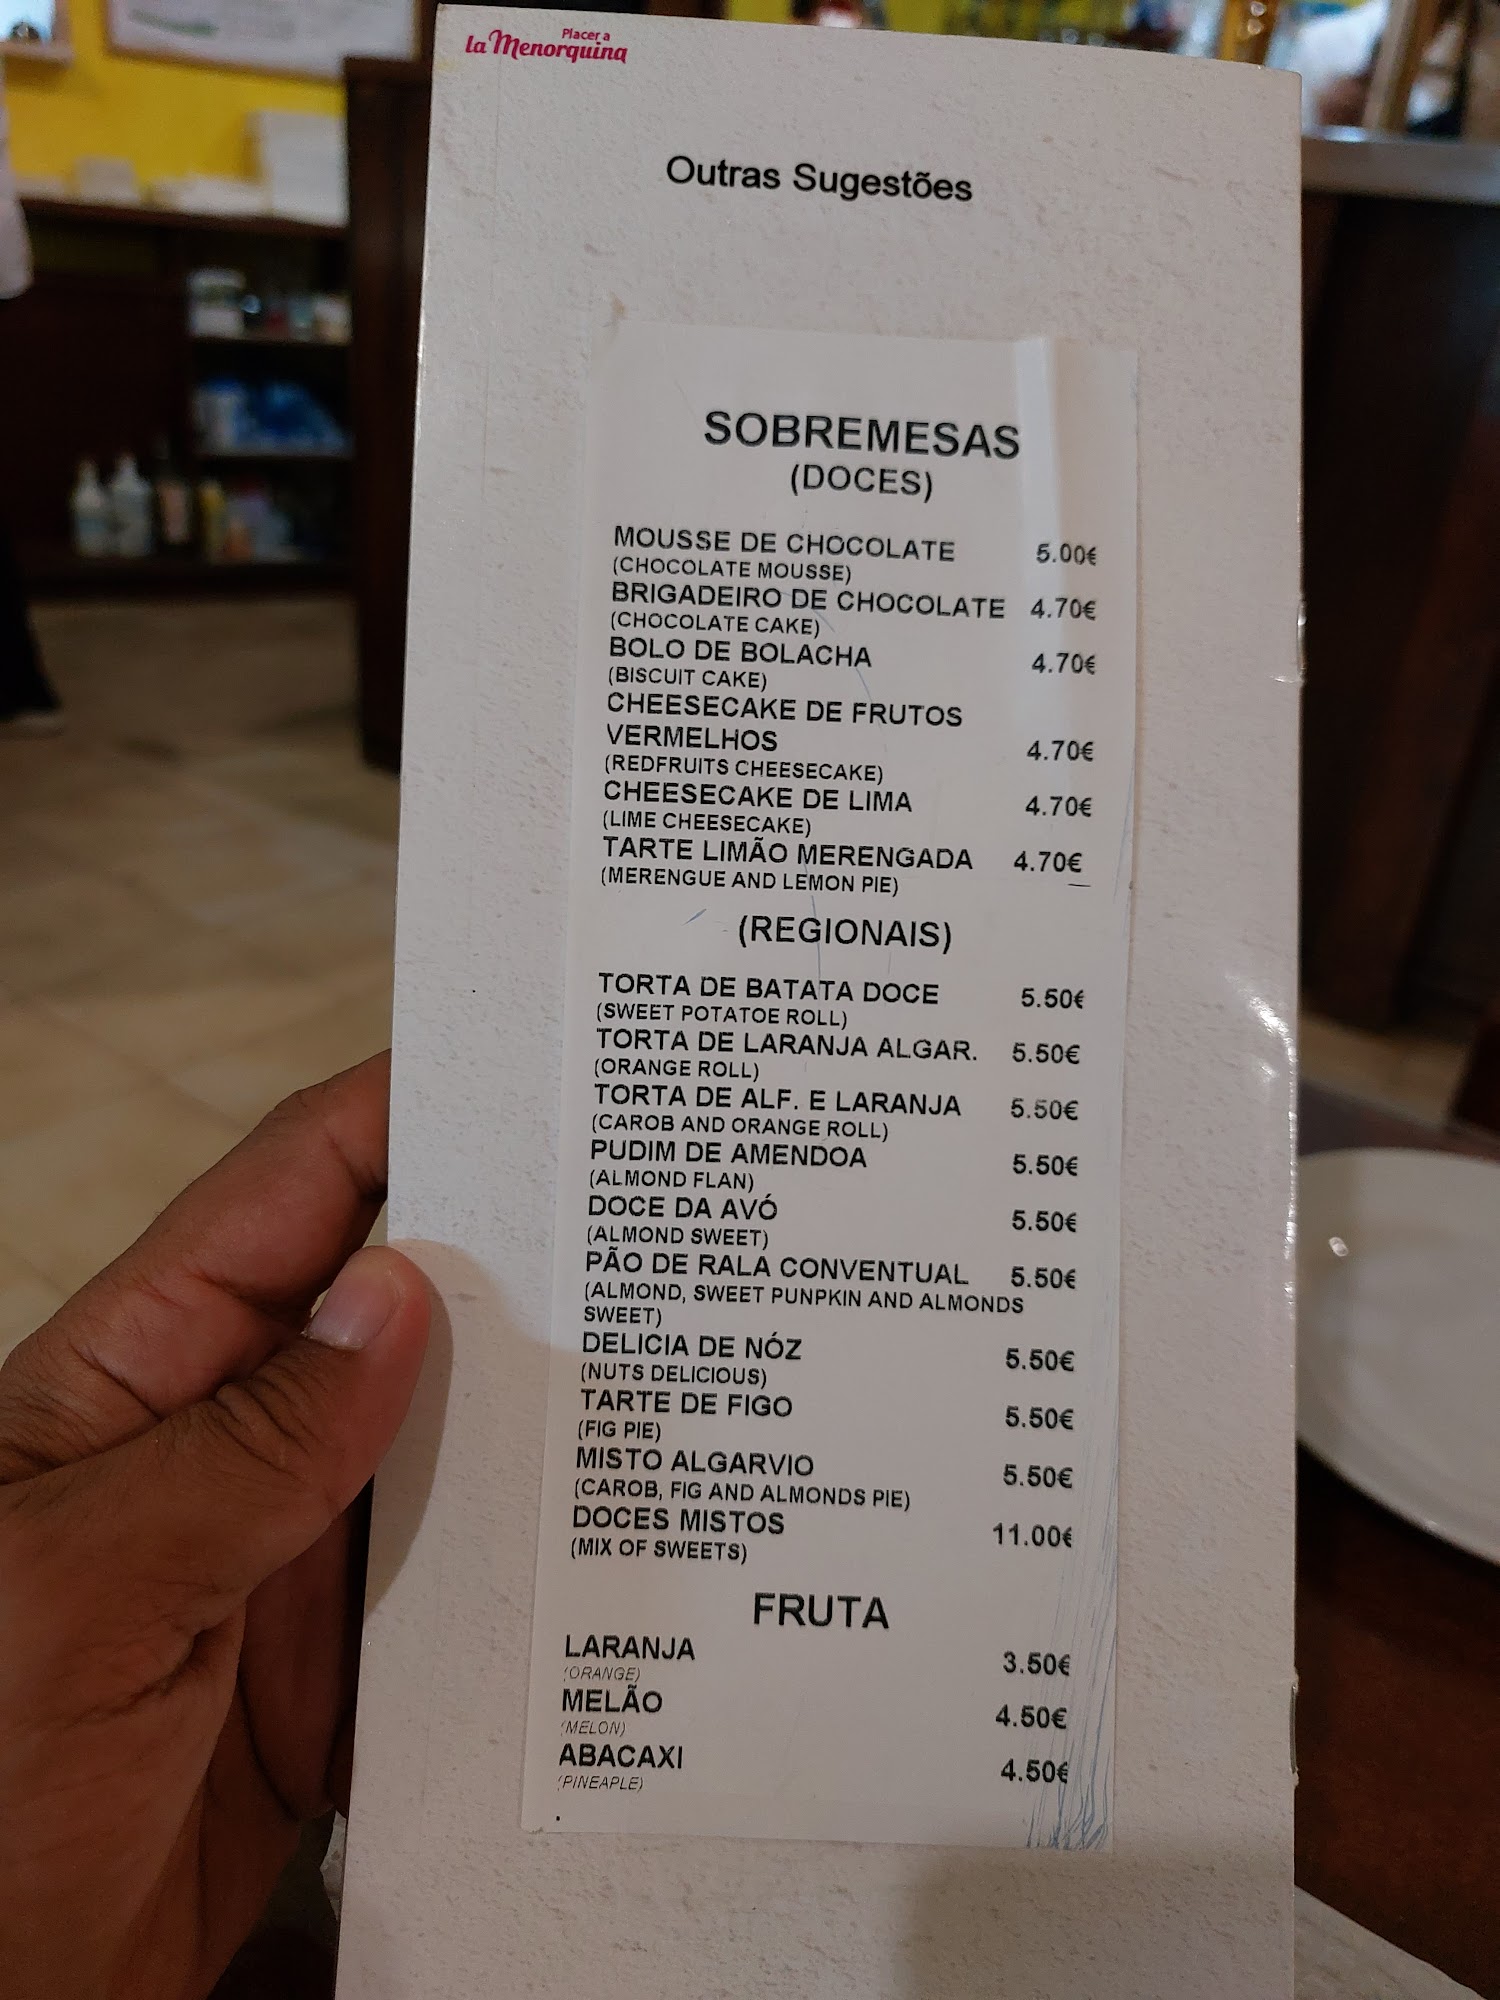 Placer a
la Menorquina
Outras Sugestões
SOBREMESAS
(DOCES)
MOUSSE DE CHOCOLATE 5.00€
(CHOCOLATE MOUSSE)
BRIGADEIRO DE CHOCOLATE 4.70€
(CHOCOLATE CAKE)
BOLO DE BOLACHA 4.70€
(BISCUIT CAKE)
CHEESECAKE DE FRUTOS
VERMELHOS 4.70€
(REDFRUITS CHEESECAKE)
CHEESECAKE DE LIMA 4.70€
(LIME CHEESECAKE)
TARTE LIMÃO MERENGADA 4.70€
(MERENGUE AND LEMON PIE)
(REGIONAIS)
TORTA DE BATATA DOCE 5.50€
(SWEET POTATOE ROLL)
TORTA DE LARANJA ALGAR. 5.50€
(ORANGE ROLL)
TORTA DE ALF. E LARANJA 5.50€
(CAROB AND ORANGE ROLL)
PUDIM DE AMENDOA 5.50€
(ALMOND FLAN)
DOCE DA AVÓ 5.50€
(ALMOND SWEET)
PÃO DE RALA CONVENTUAL 5.50€
(ALMOND, SWEET PUNPKIN AND ALMONDS
SWEET)
DELICIA DE NÓZ 5.50€
(NUTS DELICIOUS)
TARTE DE FIGO 5.50€
(FIG PIE)
MISTO ALGARVIO 5.50€
(CAROB, FIG AND ALMONDS PIE)
DOCES MISTOS 11.00€
(MIX OF SWEETS)
FRUTA
LARANJA 3.50€
(ORANGE)
MELÃO 4.50€
(MELON)
ABACAXI 4.50€
(PINEAPLE)